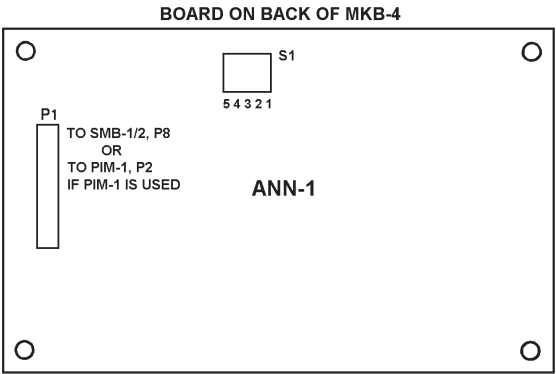 BOARD ON BACK OF MKB-4
S1
5 4 3 2 1
P1
TO SMB-1/2, P8
OR
TO PIM-1, P2
IF PIM-1 IS USED
ANN-1